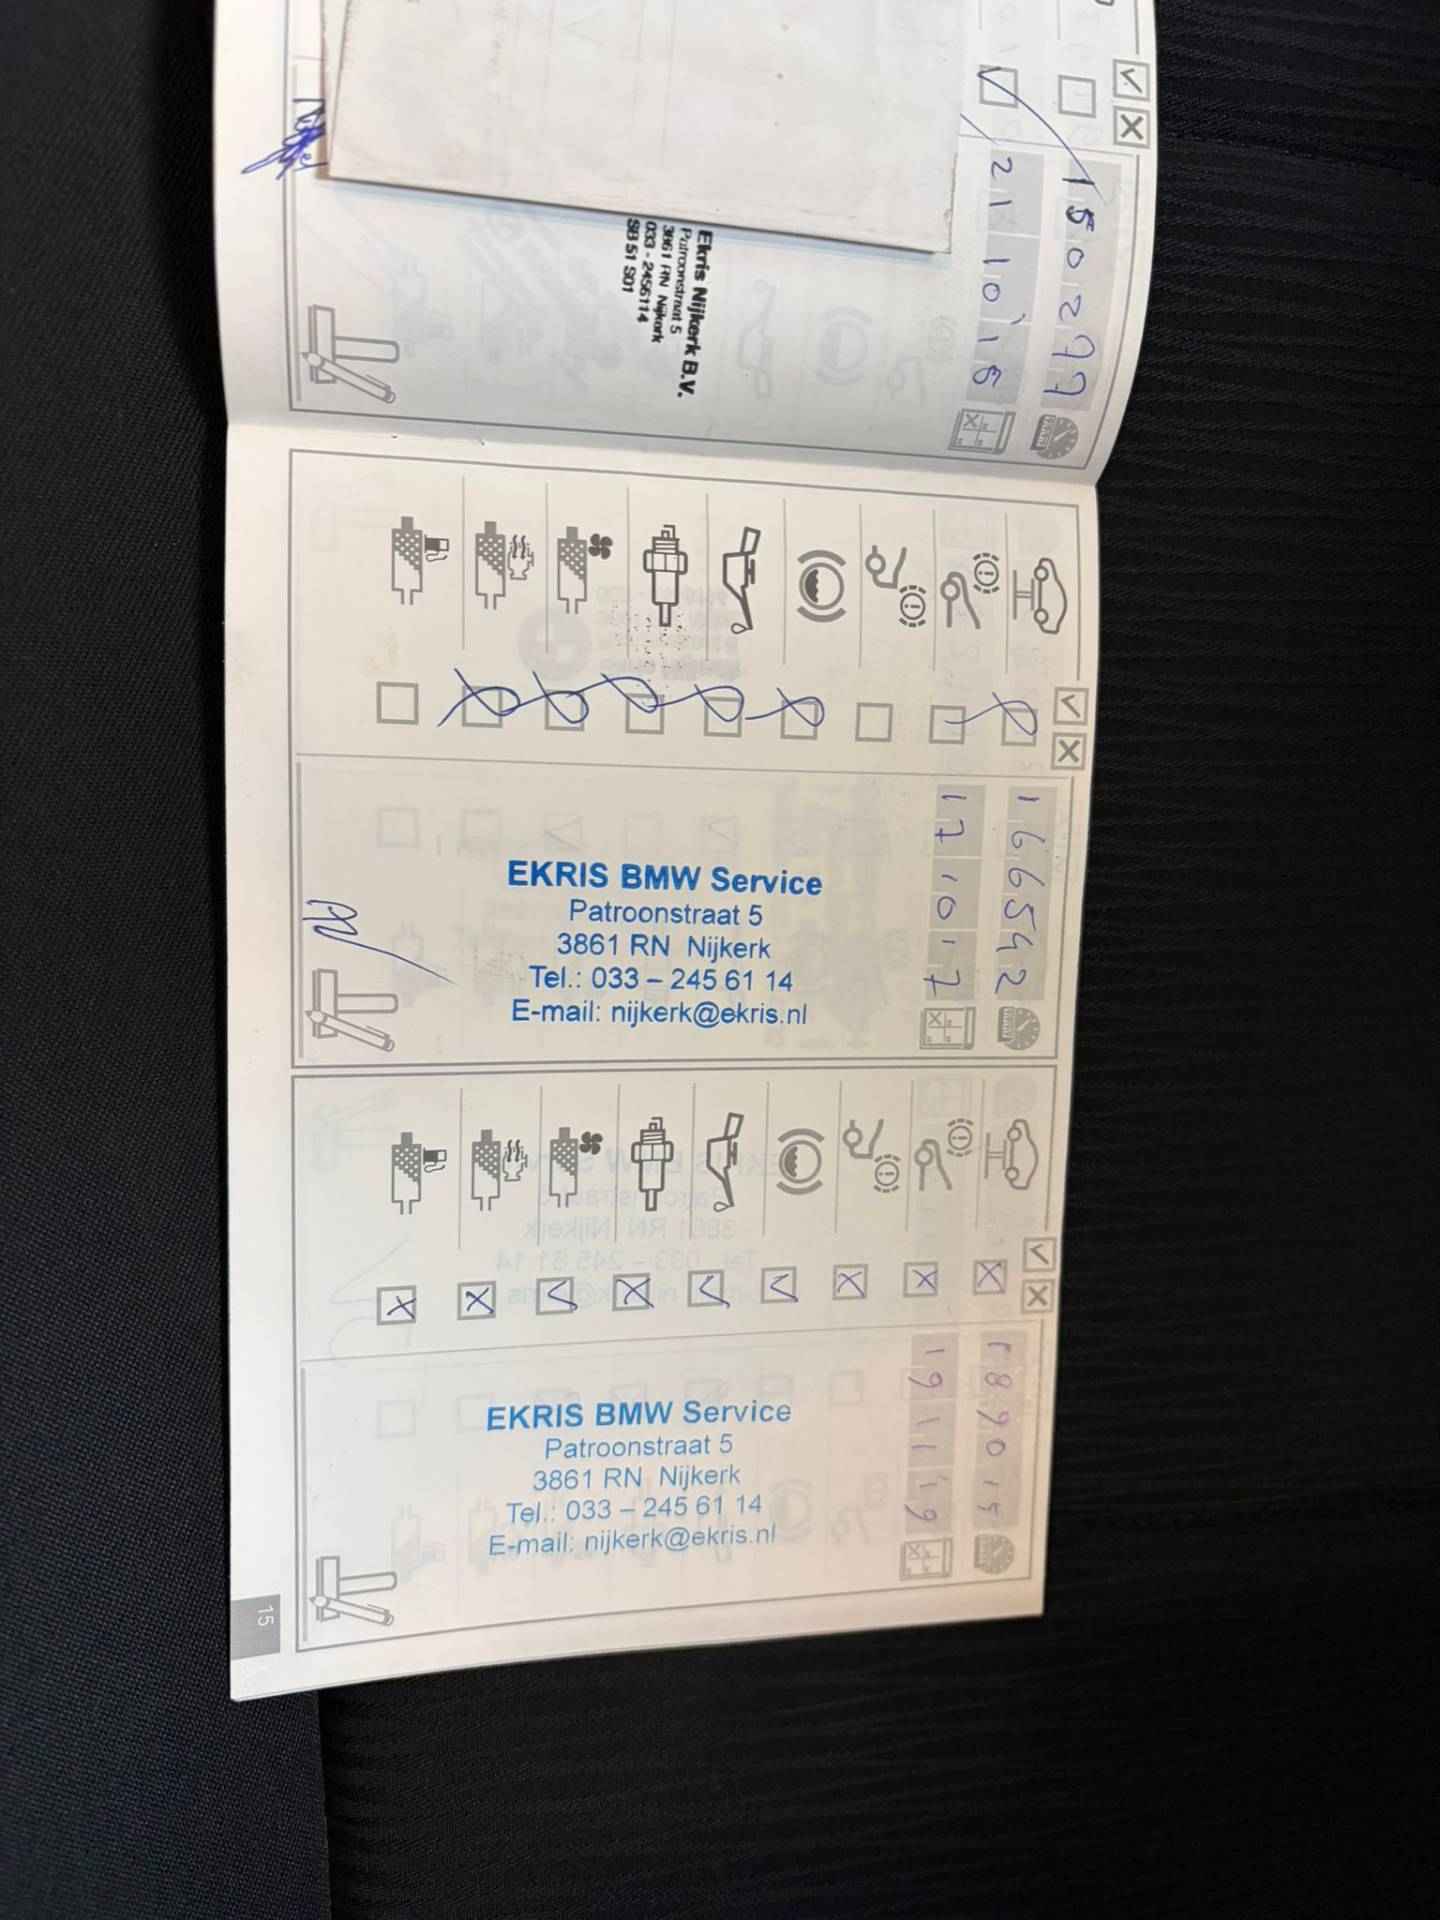 150277
21 10 15
Ekris Nijkerk B.V.
Patroonstraat 5
3861 RN Nijkerk
033 - 2456114
SB 51 S01
166542
17 10 17
EKRIS BMW Service
Patroonstraat 5
3861 RN Nijkerk
Tel.: 033 – 245 61 14
E-mail: nijkerk@ekris.nl
189015
19 11 19
EKRIS BMW Service
Patroonstraat 5
3861 RN Nijkerk
Tel.: 033 – 245 61 14
E-mail: nijkerk@ekris.nl
15